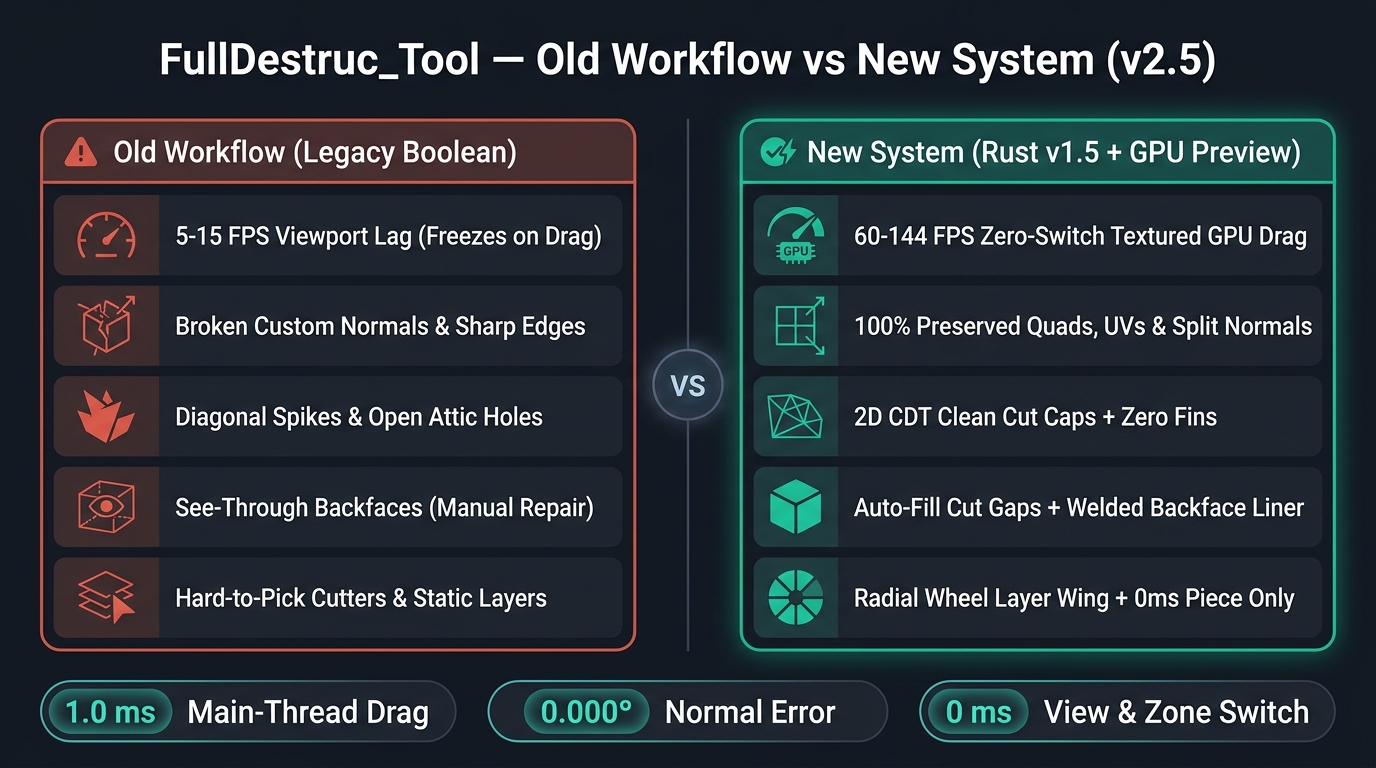 FullDestruc_Tool — Old Workflow vs New System (v2.5)
Old Workflow (Legacy Boolean)
5-15 FPS Viewport Lag (Freezes on Drag)
Broken Custom Normals & Sharp Edges
Diagonal Spikes & Open Attic Holes
See-Through Backfaces (Manual Repair)
Hard-to-Pick Cutters & Static Layers
VS
New System (Rust v1.5 + GPU Preview)
GPU
60-144 FPS Zero-Switch Textured GPU Drag
100% Preserved Quads, UVs & Split Normals
2D CDT Clean Cut Caps + Zero Fins
Auto-Fill Cut Gaps + Welded Backface Liner
Radial Wheel Layer Wing + 0ms Piece Only
1.0 ms Main-Thread Drag
0.000° Normal Error
0 ms View & Zone Switch